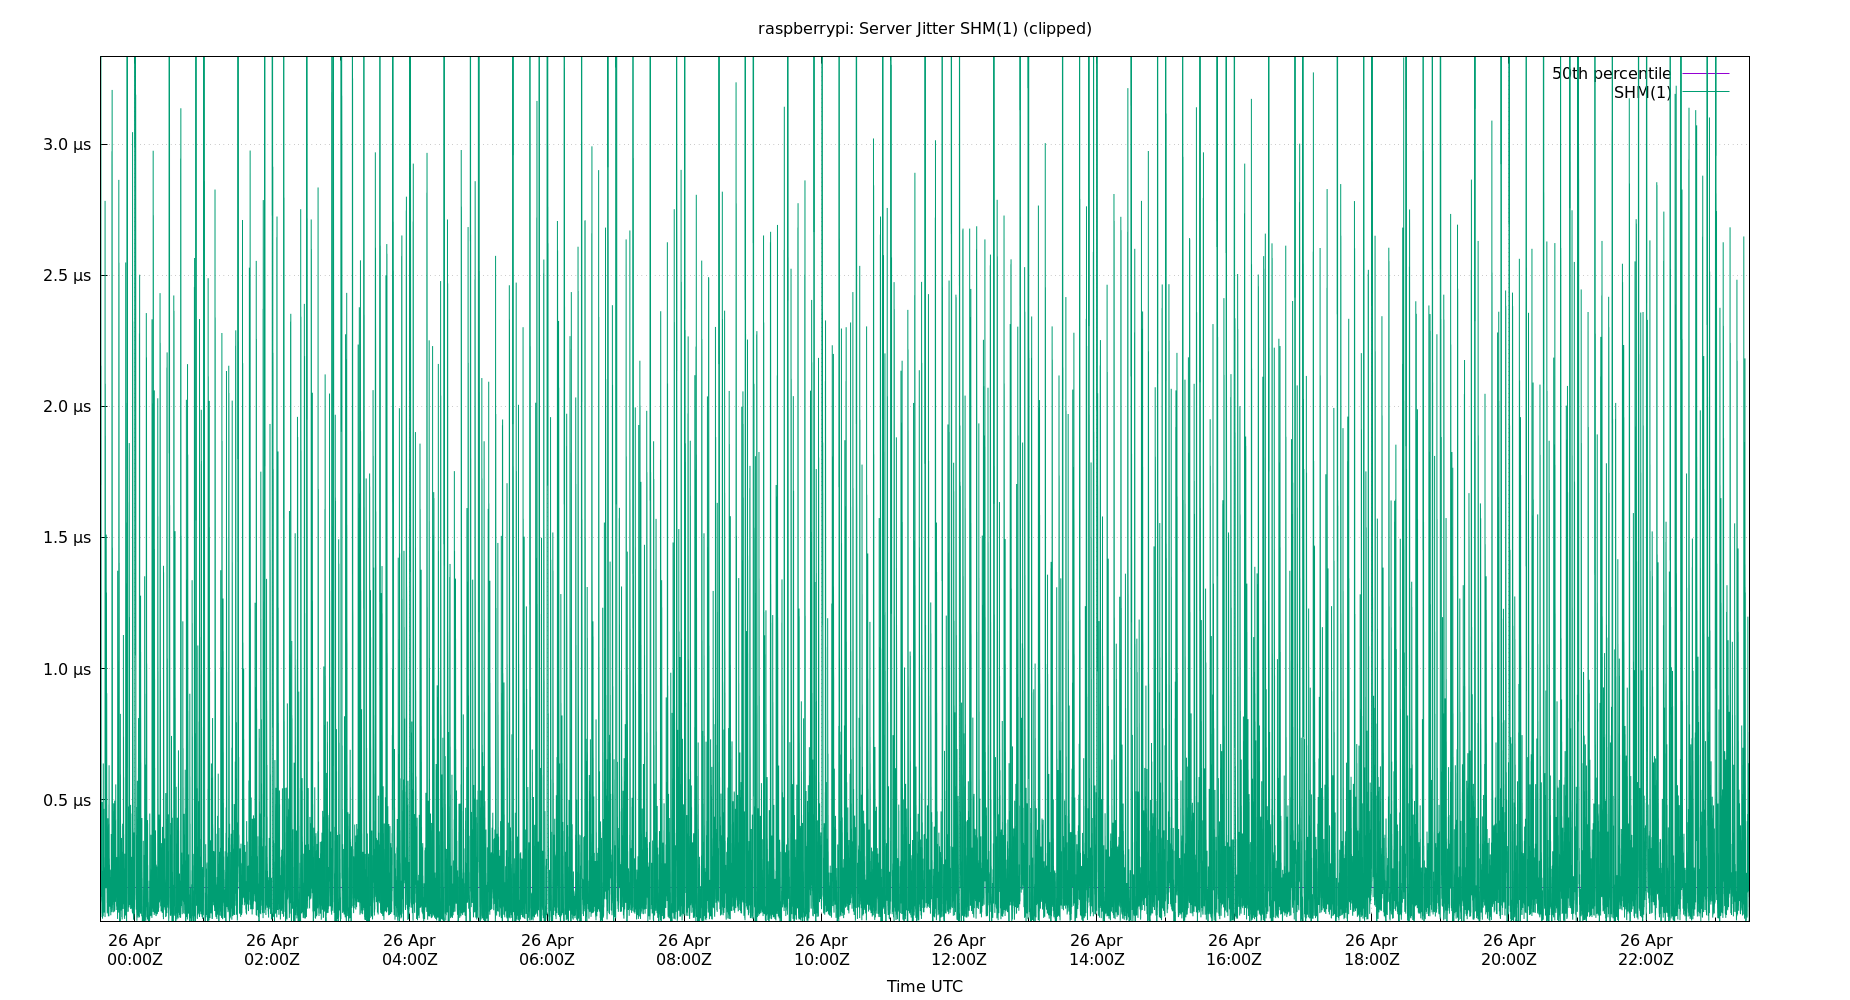 raspberrypi: Server Jitter SHM(1) (clipped)
50th percentile
SHM(1)
3.0 μs
2.5 μs
2.0 μs
1.5 μs
1.0 μs
0.5 μs
26 Apr 26 Apr 26 Apr 26 Apr 26 Apr 26 Apr 26 Apr 26 Apr 26 Apr 26 Apr 26 Apr 26 Apr
00:00Z 02:00Z 04:00Z 06:00Z 08:00Z 10:00Z 12:00Z 14:00Z 16:00Z 18:00Z 20:00Z 22:00Z
Time UTC